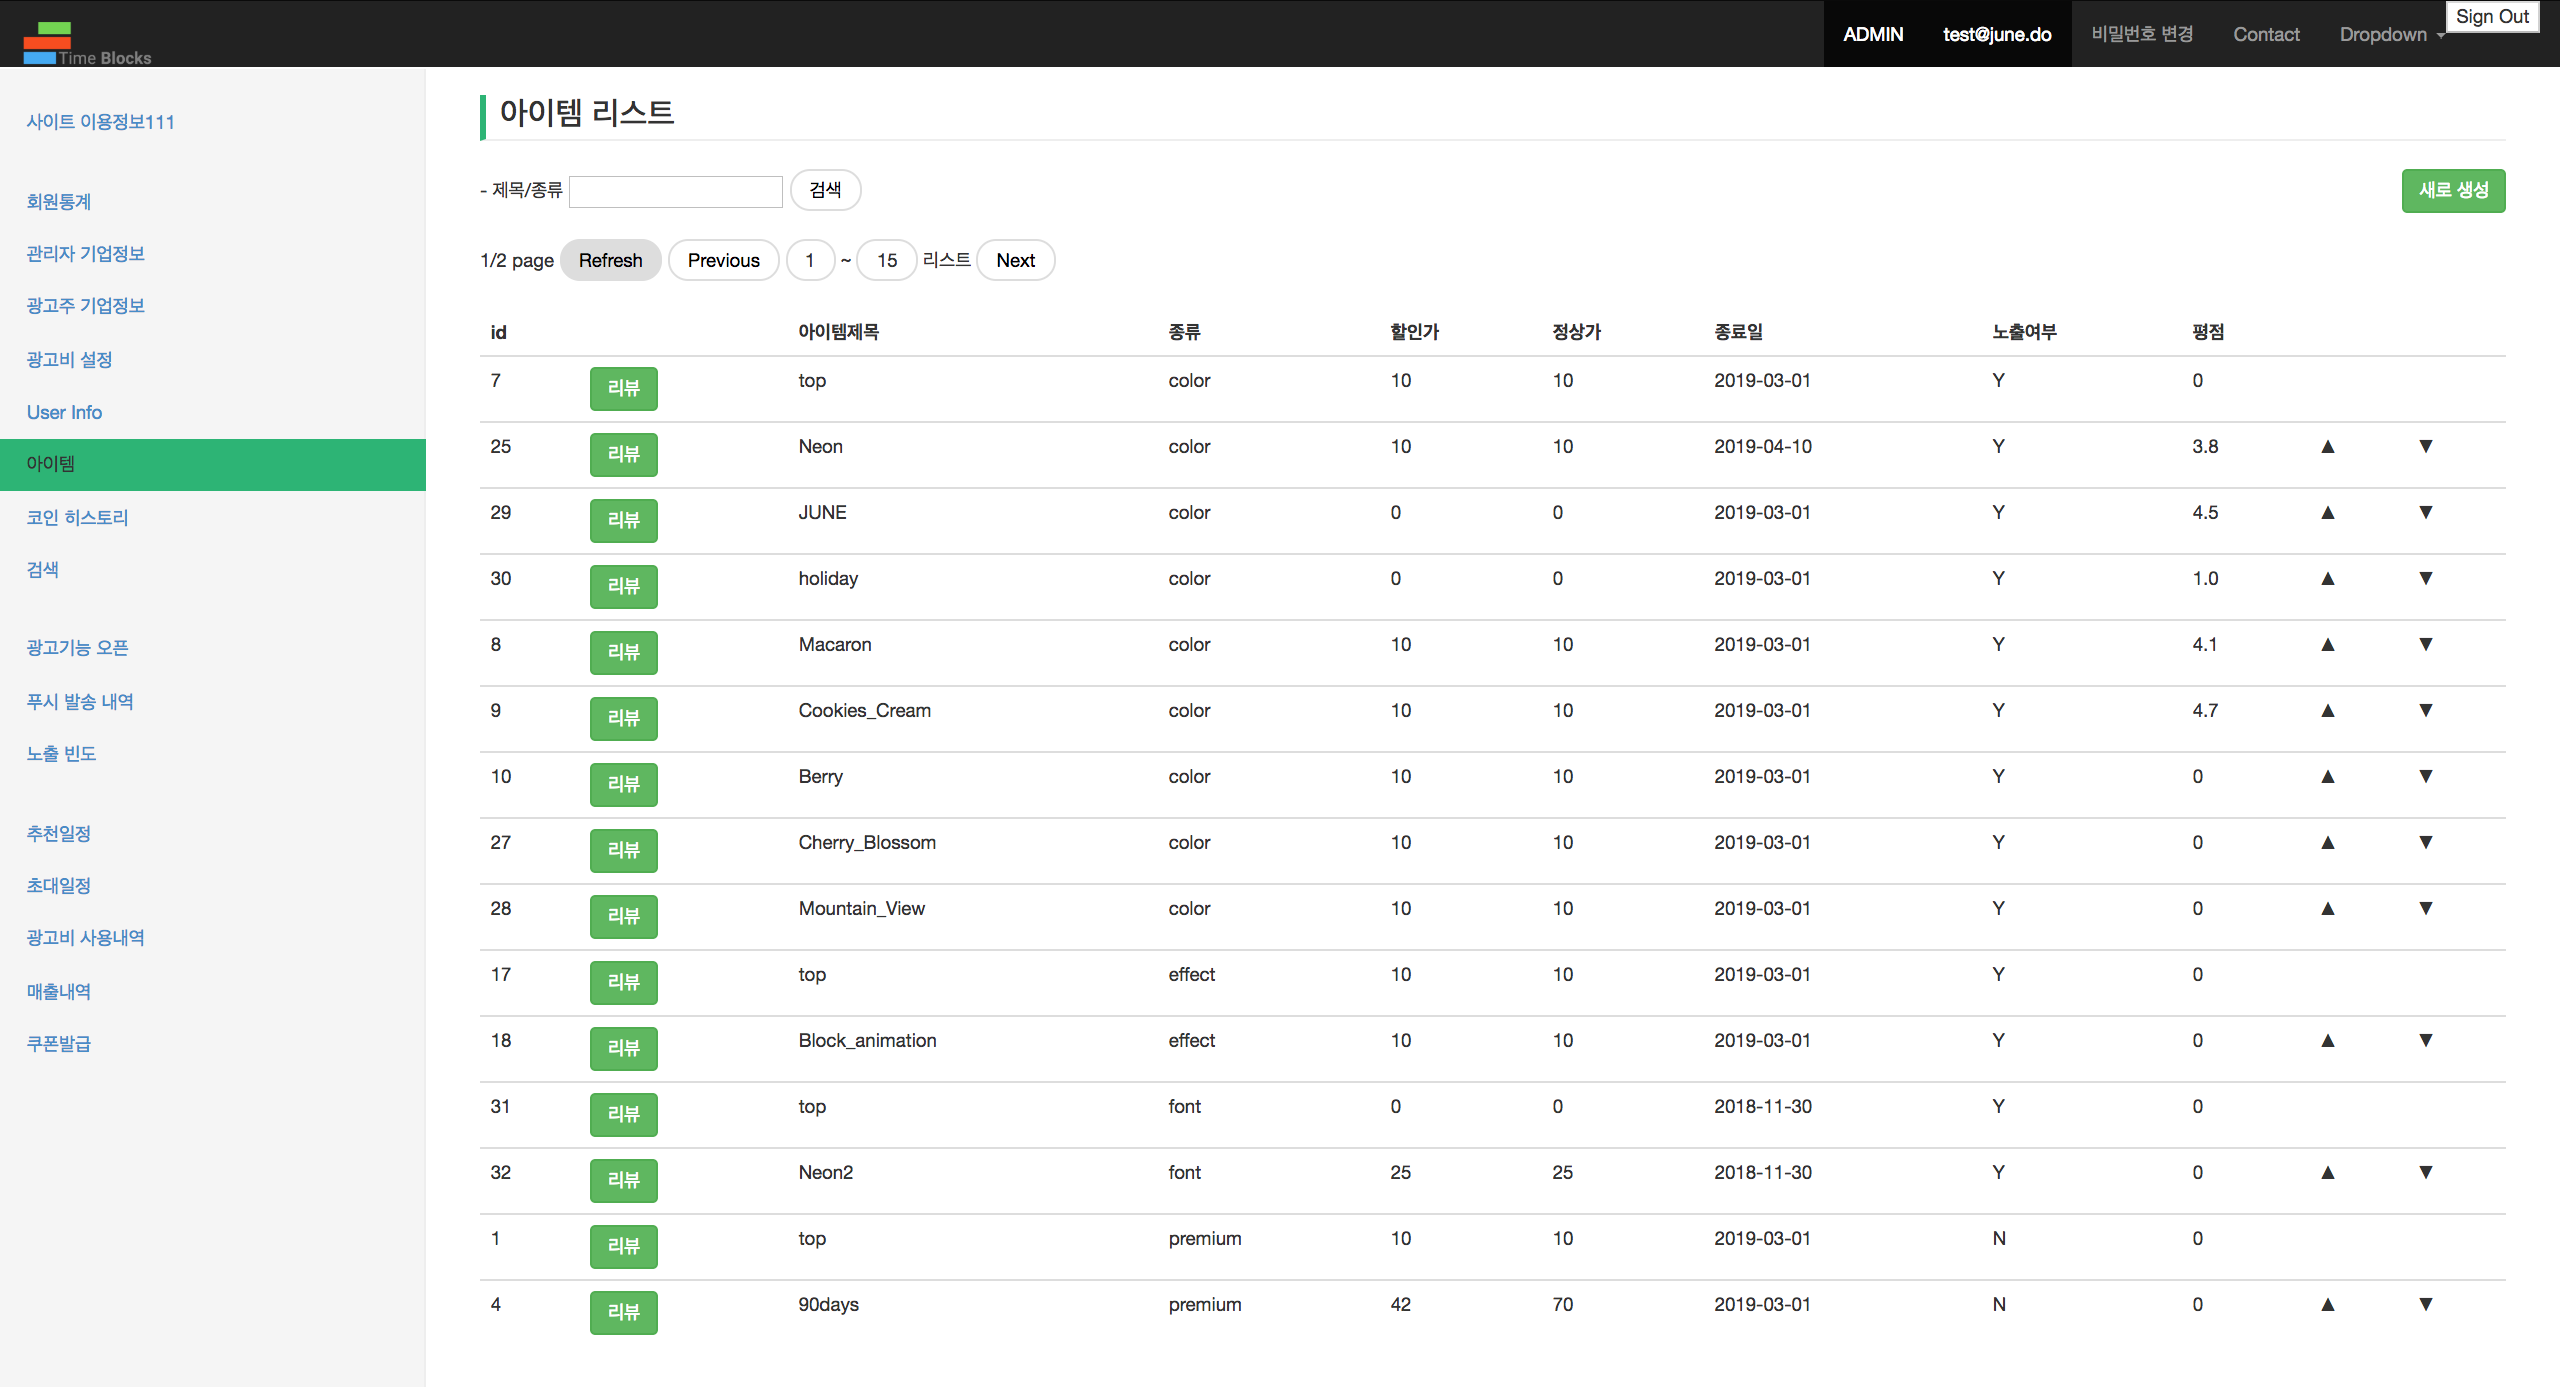 Time Blocks
ADMIN test@june.do 비밀번호 변경 Contact Dropdown Sign Out
사이트 이용정보111
회원통계
관리자 기업정보
광고주 기업정보
광고비 설정
User Info
아이템
코인 히스토리
검색
광고기능 오픈
푸시 발송 내역
노출 빈도
추천일정
초대일정
광고비 사용내역
매출내역
쿠폰발급
아이템 리스트
- 제목/종류 검색 새로 생성
1/2 page Refresh Previous 1 ~ 15 리스트 Next
id 아이템제목 종류 할인가 정상가 종료일 노출여부 평점
7 리뷰 top color 10 10 2019-03-01 Y 0
25 리뷰 Neon color 10 10 2019-04-10 Y 3.8 ▲ ▼
29 리뷰 JUNE color 0 0 2019-03-01 Y 4.5 ▲ ▼
30 리뷰 holiday color 0 0 2019-03-01 Y 1.0 ▲ ▼
8 리뷰 Macaron color 10 10 2019-03-01 Y 4.1 ▲ ▼
9 리뷰 Cookies_Cream color 10 10 2019-03-01 Y 4.7 ▲ ▼
10 리뷰 Berry color 10 10 2019-03-01 Y 0 ▲ ▼
27 리뷰 Cherry_Blossom color 10 10 2019-03-01 Y 0 ▲ ▼
28 리뷰 Mountain_View color 10 10 2019-03-01 Y 0 ▲ ▼
17 리뷰 top effect 10 10 2019-03-01 Y 0
18 리뷰 Block_animation effect 10 10 2019-03-01 Y 0 ▲ ▼
31 리뷰 top font 0 0 2018-11-30 Y 0
32 리뷰 Neon2 font 25 25 2018-11-30 Y 0 ▲ ▼
1 리뷰 top premium 10 10 2019-03-01 N 0
4 리뷰 90days premium 42 70 2019-03-01 N 0 ▲ ▼